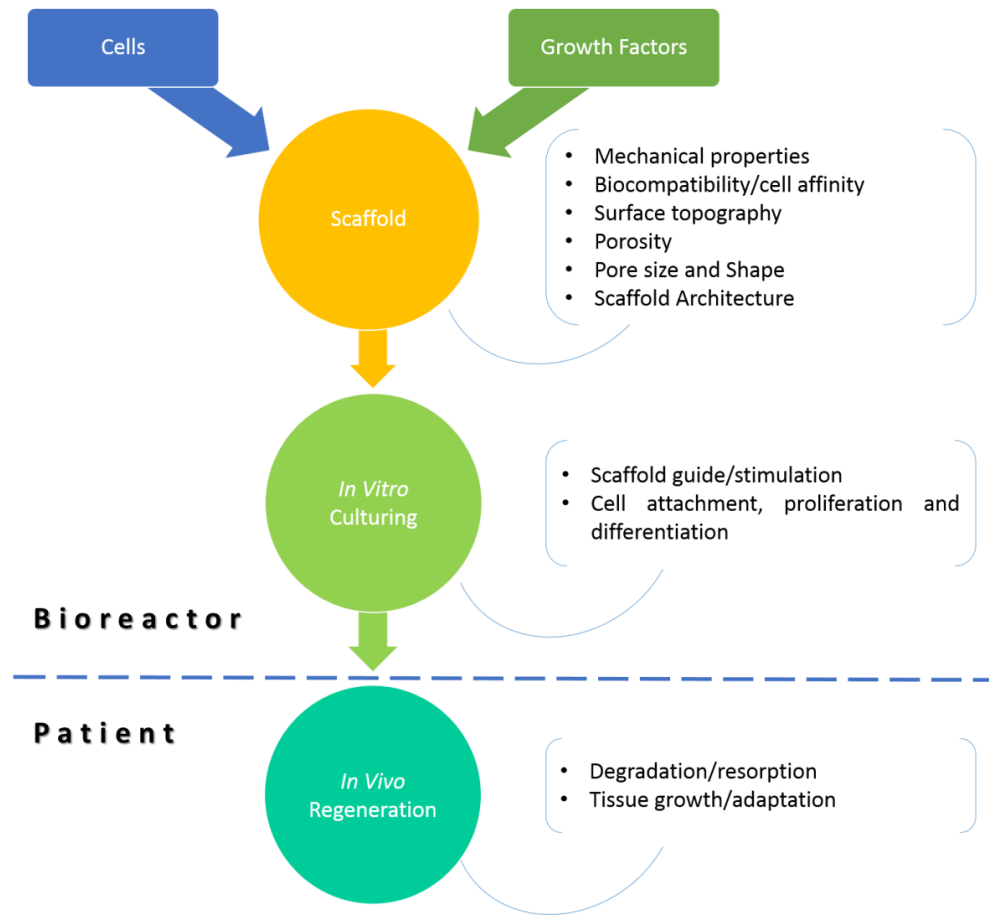 Cells
Growth Factors
Scaffold
• Mechanical properties
• Biocompatibility/cell affinity
• Surface topography
• Porosity
• Pore size and Shape
• Scaffold Architecture
In Vitro
Culturing
• Scaffold guide/stimulation
• Cell attachment, proliferation and
differentiation
Bioreactor
Patient
In Vivo
Regeneration
• Degradation/resorption
• Tissue growth/adaptation